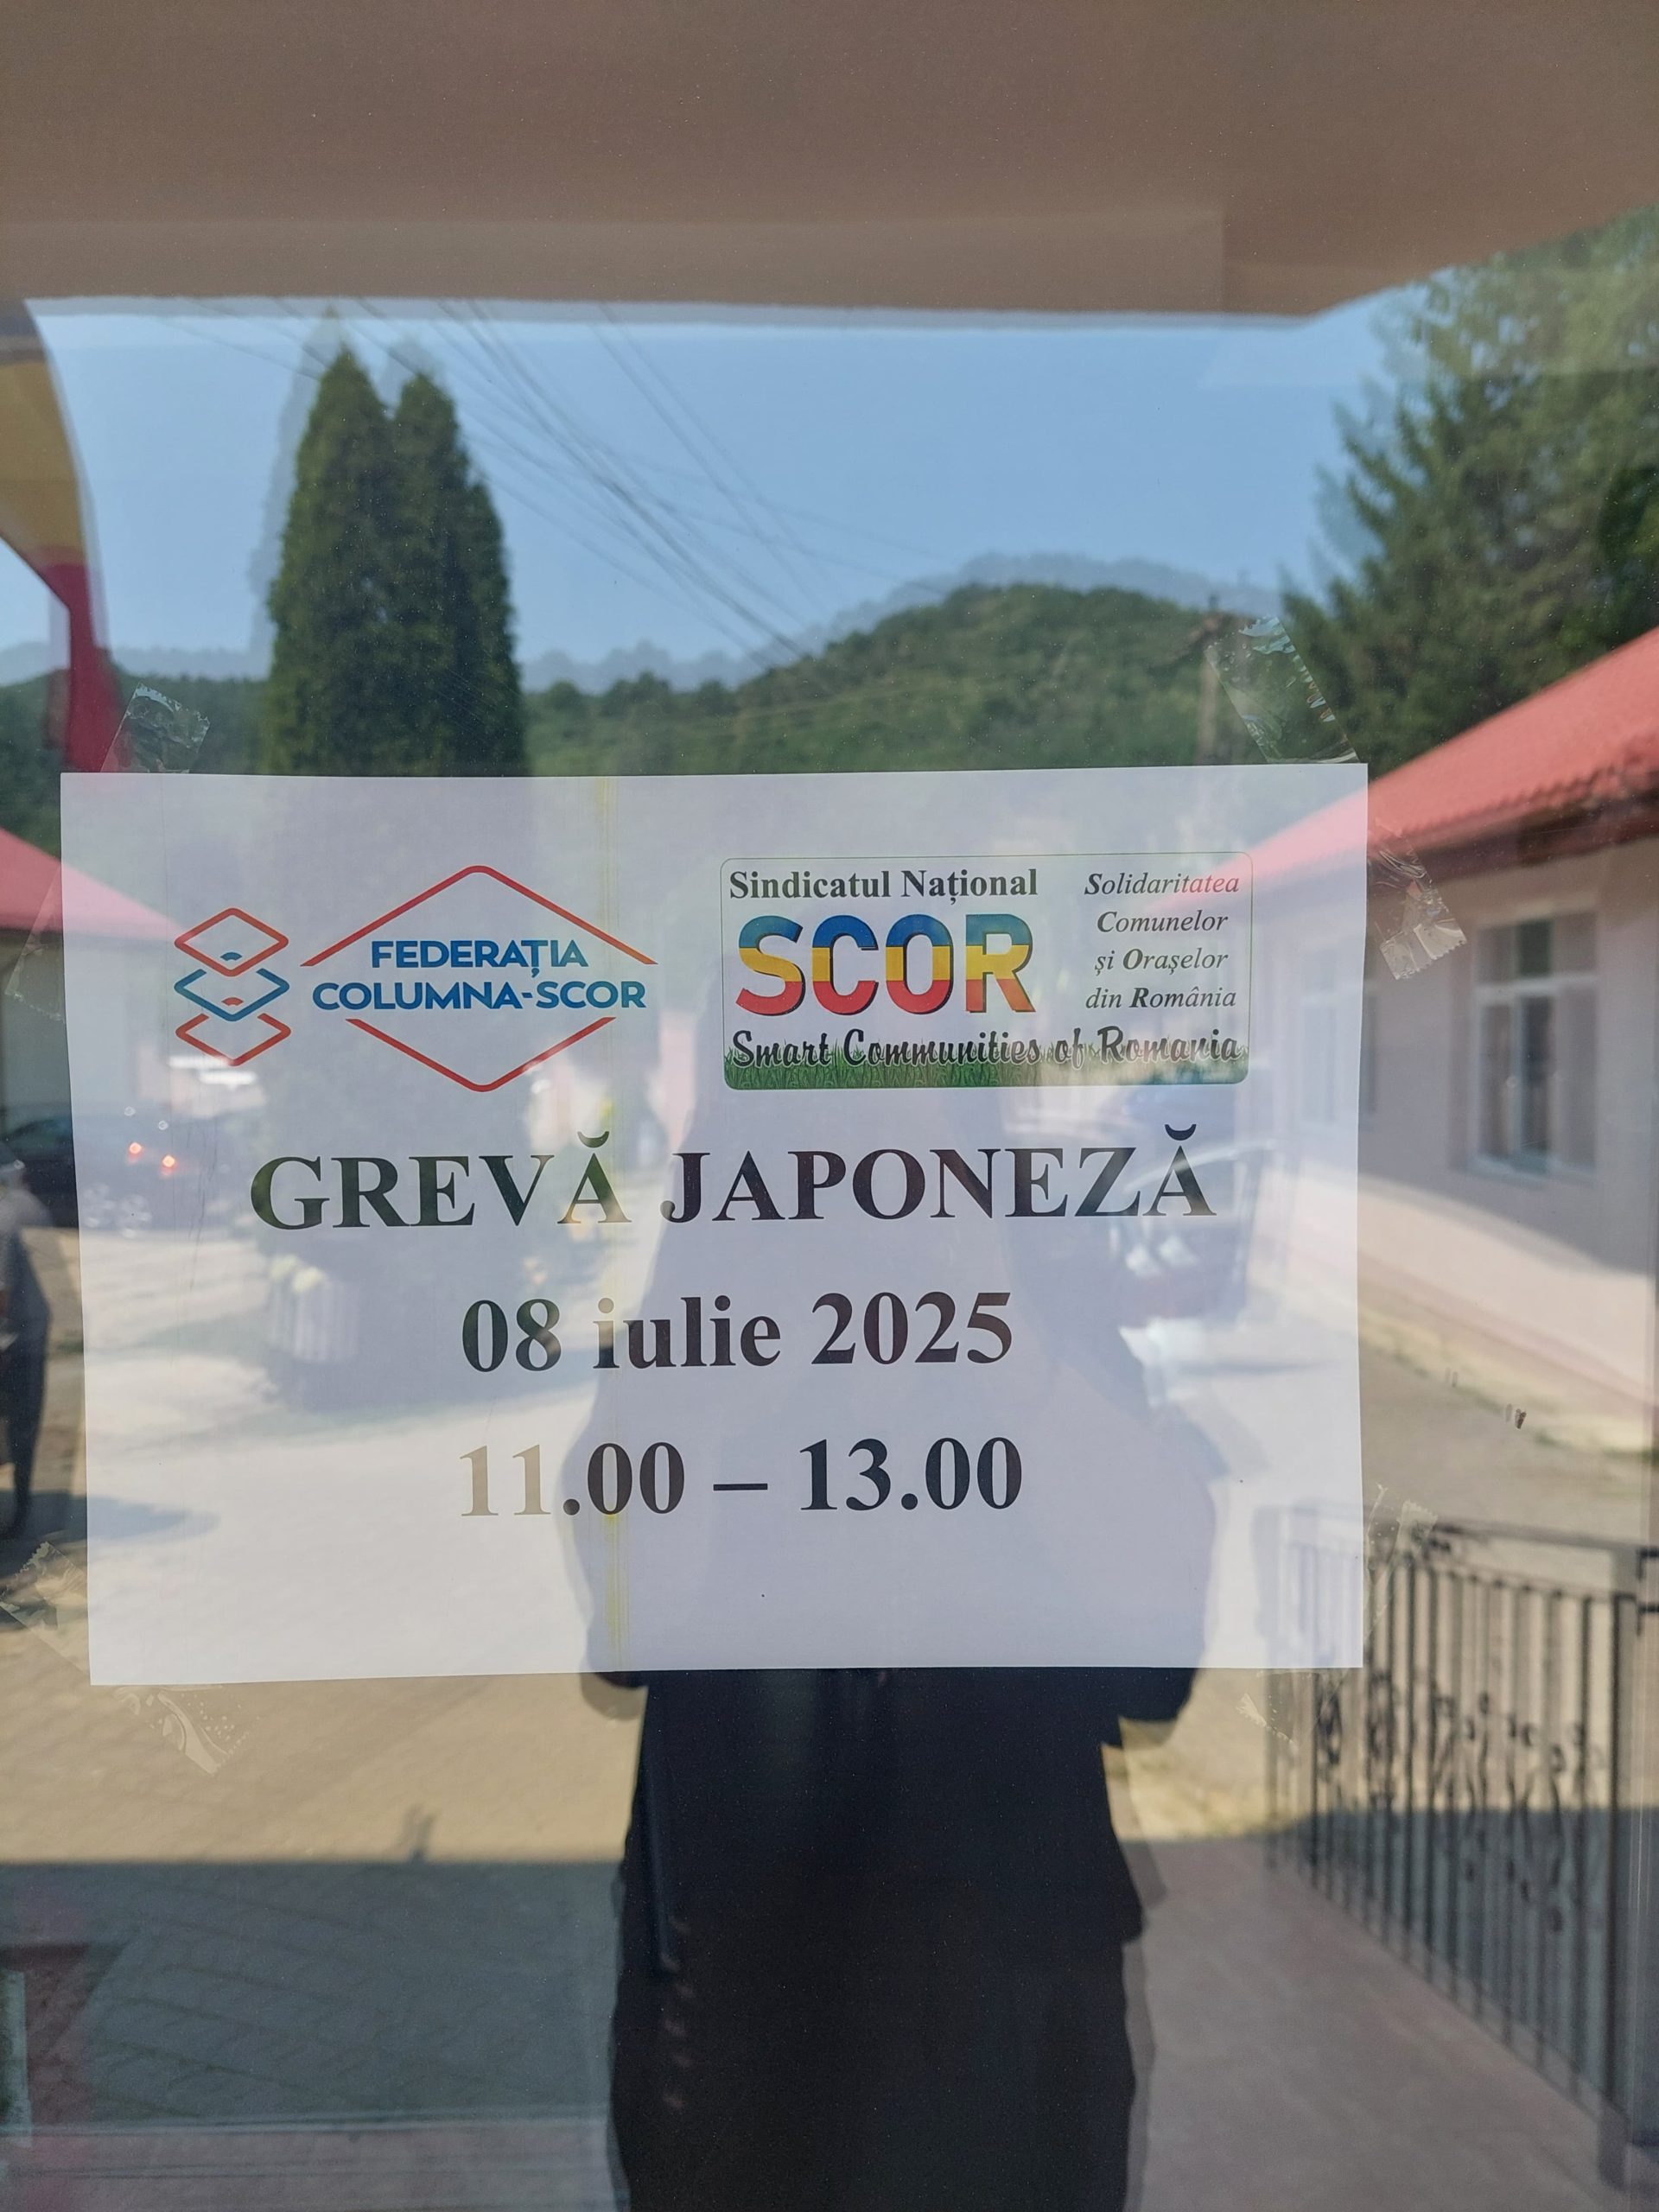 FEDERAȚIA
COLUMNA-SCOR
Sindicatul Național
SCOR
Solidaritatea
Comunelor
și Orașelor
din România
Smart Communities of Romania
GREVĂ JAPONEZĂ
08 iulie 2025
11.00 – 13.00